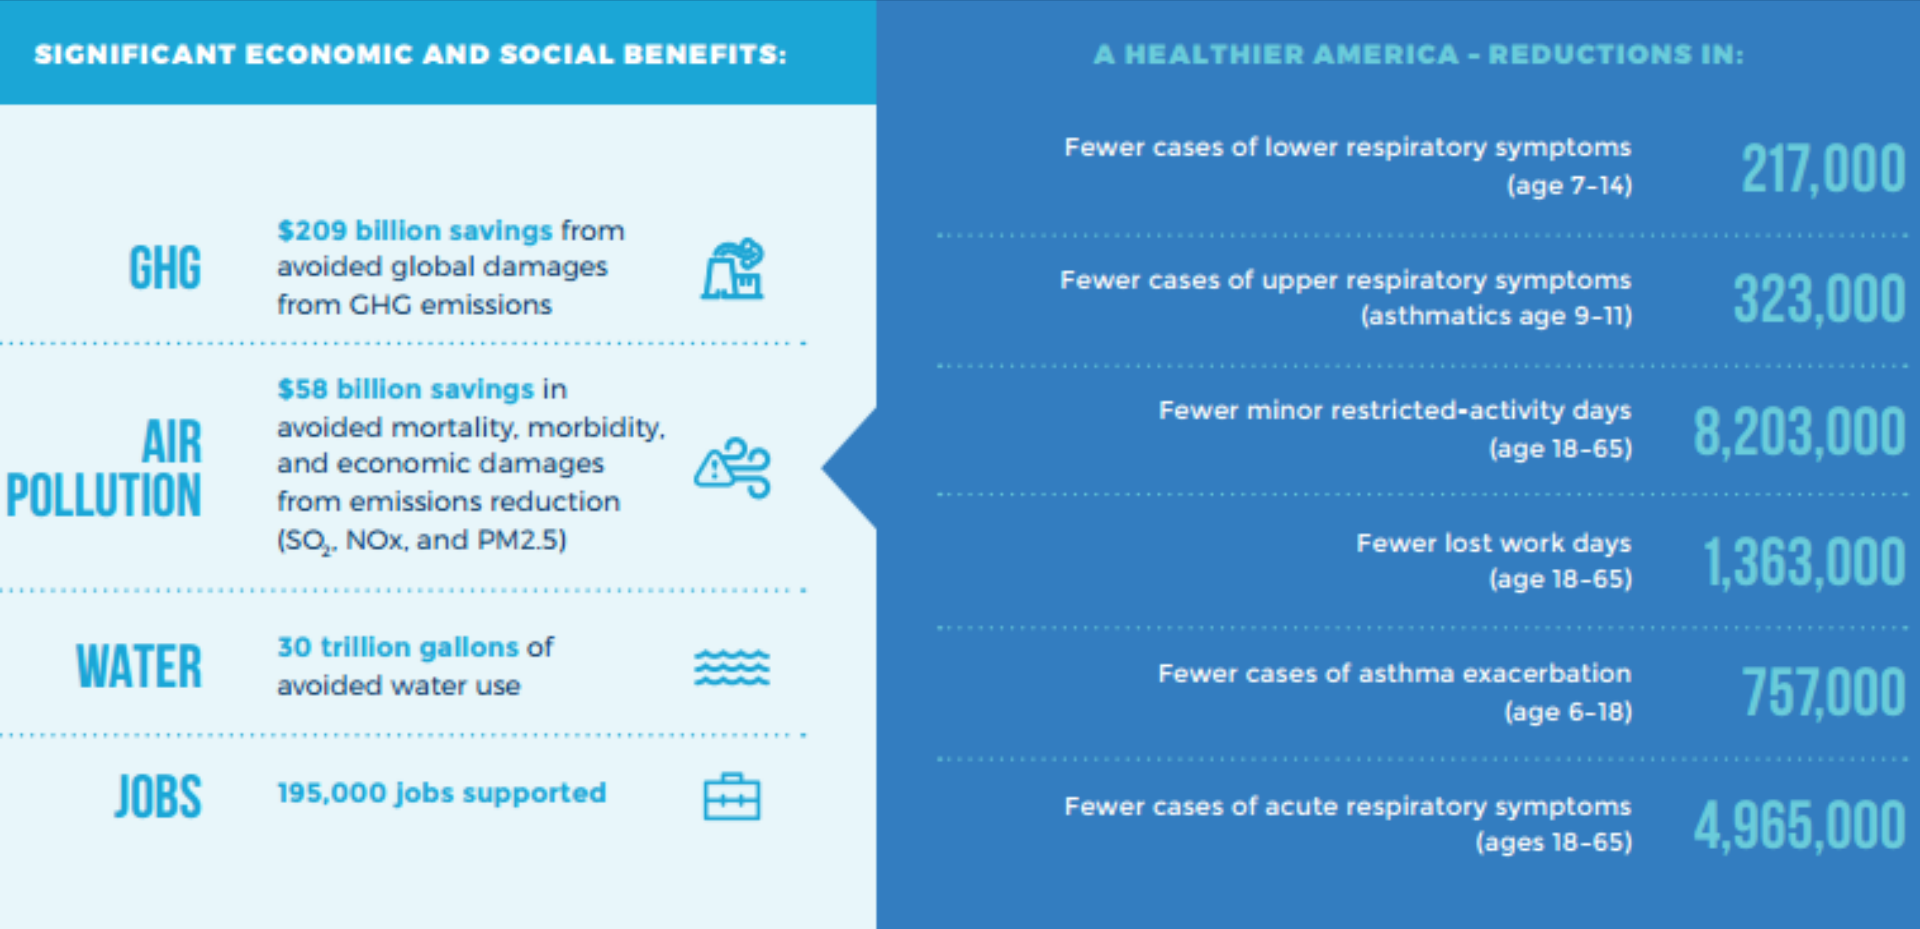 SIGNIFICANT ECONOMIC AND SOCIAL BENEFITS:
GHG
$209 billion savings from
avoided global damages
from GHG emissions
AIR
POLLUTION
$58 billion savings in
avoided mortality, morbidity,
and economic damages
from emissions reduction
(SO₂, NOx, and PM2.5)
WATER
30 trillion gallons of
avoided water use
JOBS
195,000 jobs supported
A HEALTHIER AMERICA - REDUCTIONS IN:
Fewer cases of lower respiratory symptoms
(age 7-14)
217,000
Fewer cases of upper respiratory symptoms
(asthmatics age 9-11)
323,000
Fewer minor restricted-activity days
(age 18-65)
8,203,000
Fewer lost work days
(age 18-65)
1,363,000
Fewer cases of asthma exacerbation
(age 6-18)
757,000
Fewer cases of acute respiratory symptoms
(ages 18-65)
4,965,000